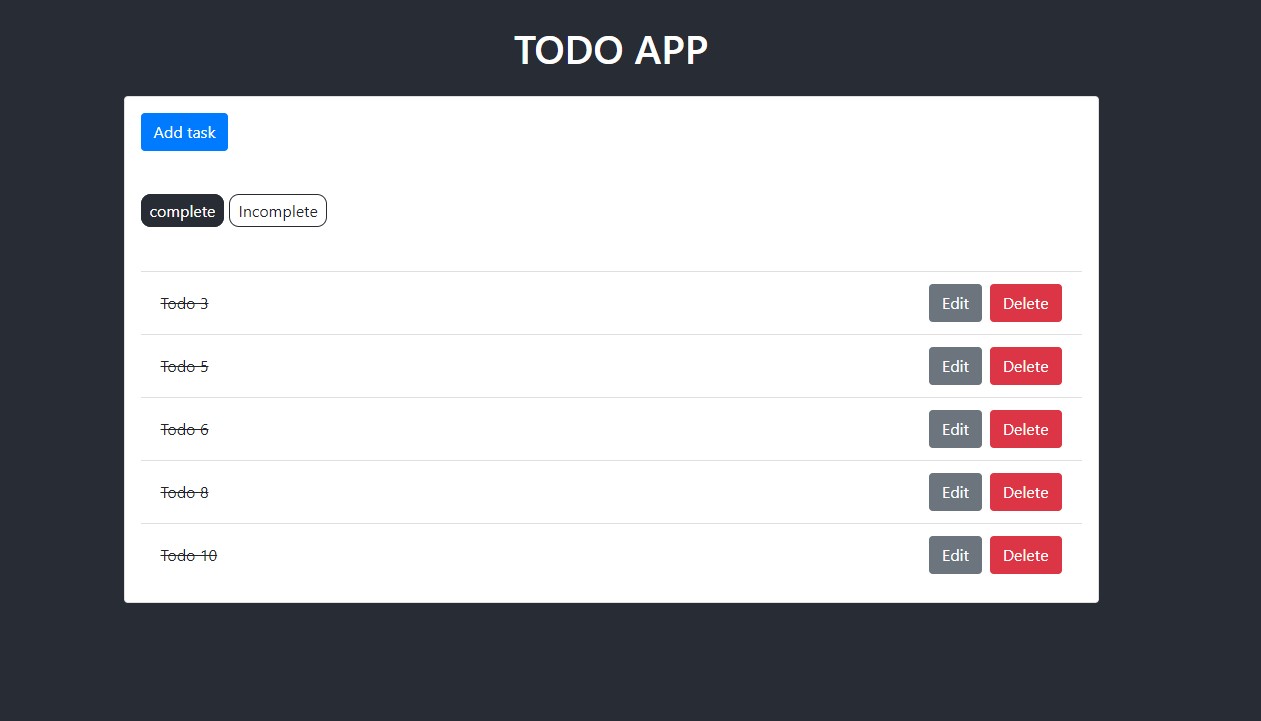 TODO APP
Add task
complete Incomplete
Todo 3 Edit Delete
Todo 5 Edit Delete
Todo 6 Edit Delete
Todo 8 Edit Delete
Todo 10 Edit Delete